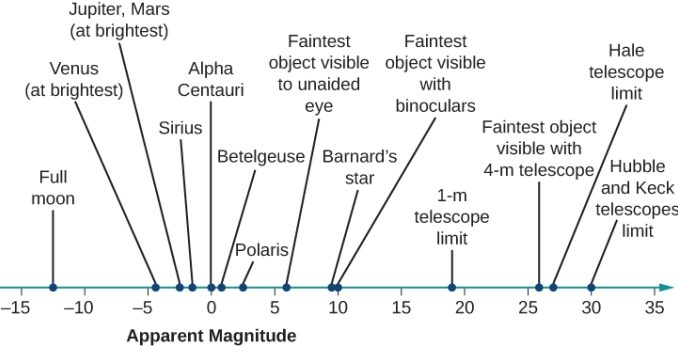 Jupiter, Mars
(at brightest)
Venus
(at brightest)
Alpha
Centauri
Faintest
object visible
to unaided
eye
Faintest
object visible
with
binoculars
Hale
telescope
limit
Sirius
Faintest object
visible with
4-m telescope
Full
moon
Betelgeuse
Barnard’s
star
Hubble
and Keck
telescopes
limit
1-m
telescope
limit
Polaris
–15
–10
–5
0
5
10
15
20
25
30
35
Apparent Magnitude